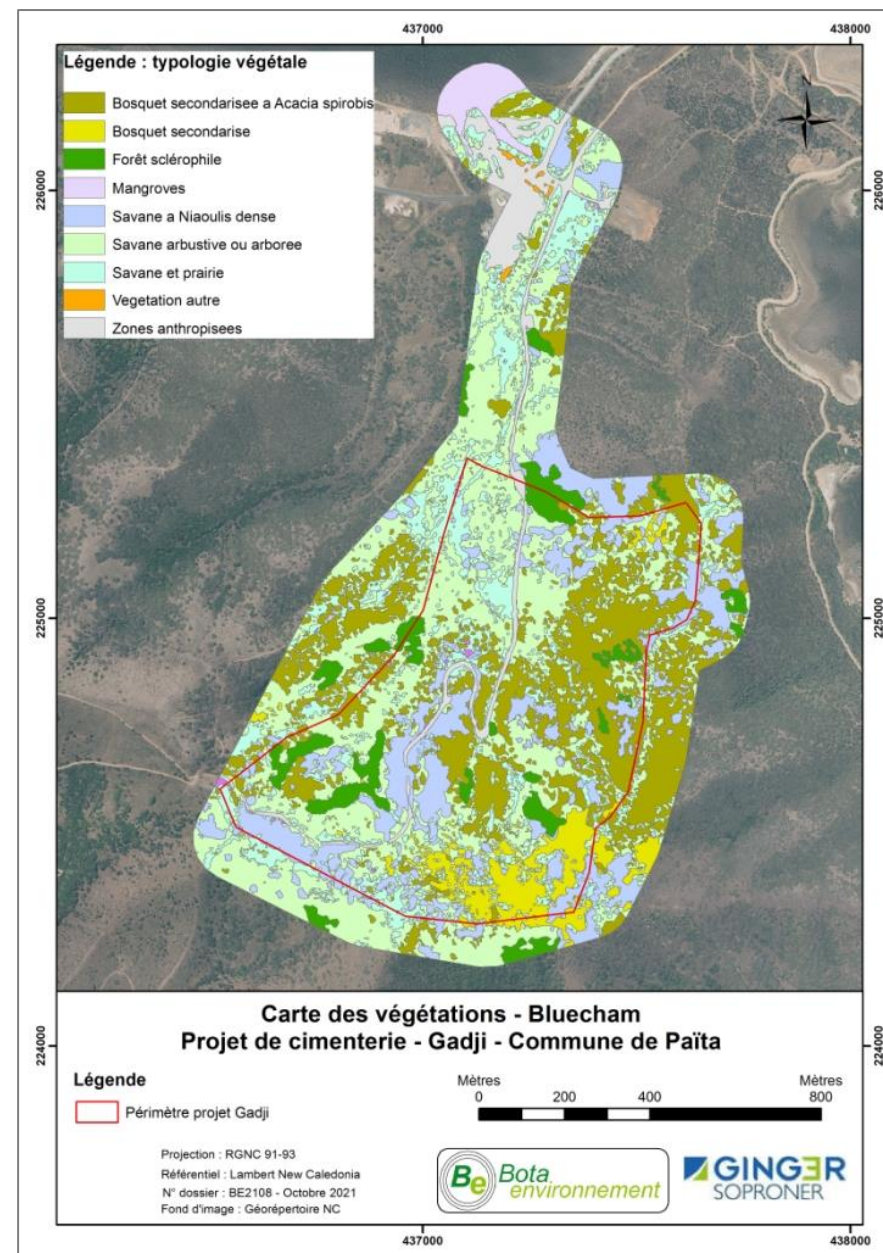 437000
438000
Légende : typologie végétale
Bosquet secondarisee a Acacia spirobis
Bosquet secondarise
Forêt sclérophile
Mangroves
Savane a Niaoulis dense
Savane arbustive ou arboree
Savane et prairie
Vegetation autre
Zones anthropisees
N
226000
226000
225000
225000
224000
224000
Carte des végétations - Bluecham
Projet de cimenterie - Gadji - Commune de Païta
Légende
Périmètre projet Gadji
Mètres
Mètres
0
200
400
800
Projection : RGNC 91-93
Référentiel : Lambert New Caledonia
N° dossier : BE2108 - Octobre 2021
Fond d'image : Géorépertoire NC
Be Bota
environnement
GINGER
SOPRONER
437000
438000